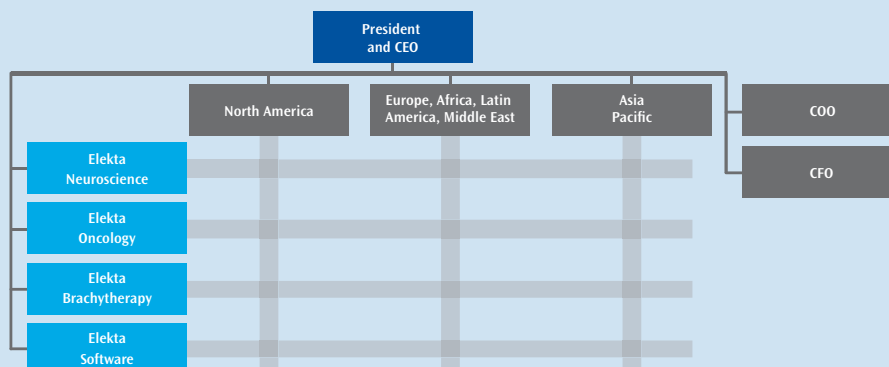 President
and CEO
North America
Europe, Africa, Latin
America, Middle East
Asia
Pacific
COO
CFO
Elekta
Neuroscience
Elekta
Oncology
Elekta
Brachytherapy
Elekta
Software